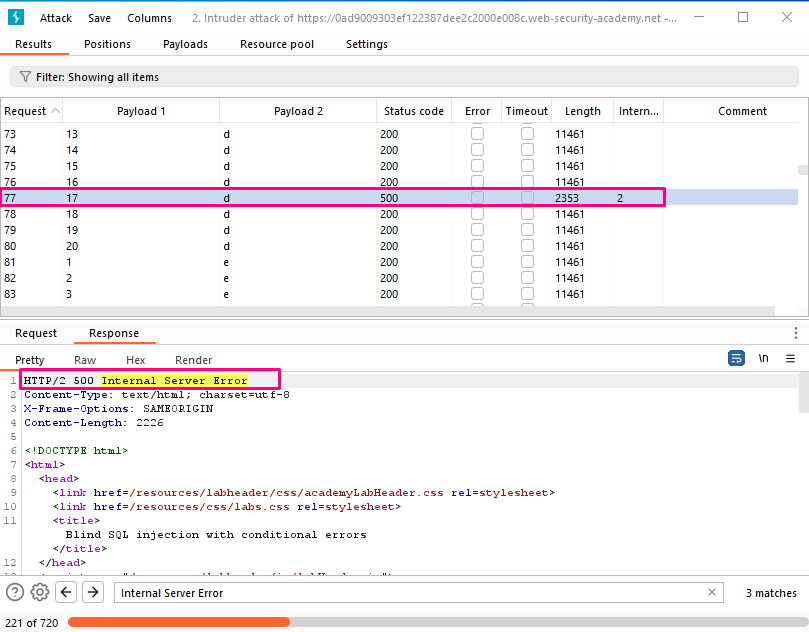 Attack Save Columns 2. Intruder attack of https://0ad9009303ef122387dee2c2000e008c.web-security-academy.net -...
Results Positions Payloads Resource pool Settings
Filter: Showing all items
Request Payload 1 Payload 2 Status code Error Timeout Length Intern... Comment
73 13 d 200 11461
74 14 d 200 11461
75 15 d 200 11461
76 16 d 200 11461
77 17 d 500 2353 2
78 18 d 200 11461
79 19 d 200 11461
80 20 d 200 11461
81 1 e 200 11461
82 2 e 200 11461
83 3 e 200 11461
Request Response
Pretty Raw Hex Render \n
1 HTTP/2 500 Internal Server Error
2 Content-Type: text/html; charset=utf-8
3 X-Frame-Options: SAMEORIGIN
4 Content-Length: 2226
5
6 <!DOCTYPE html>
7 <html>
8 <head>
9 <link href=/resources/labheader/css/academyLabHeader.css rel=stylesheet>
10 <link href=/resources/css/labs.css rel=stylesheet>
11 <title>
Blind SQL injection with conditional errors
</title>
12 </head>
Internal Server Error 3 matches
221 of 720